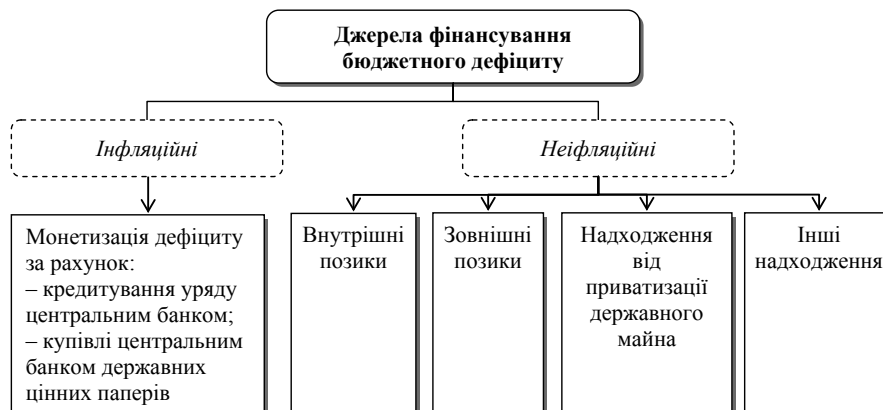 Джерела фінансування
бюджетного дефіциту
Інфляційні
Неіфляційні
Монетизація дефіциту
за рахунок:
– кредитування уряду
центральним банком;
– купівлі центральним
банком державних
цінних паперів
Внутрішні
позики
Зовнішні
позики
Надходження
від
приватизації
державного
майна
Інші
надходження